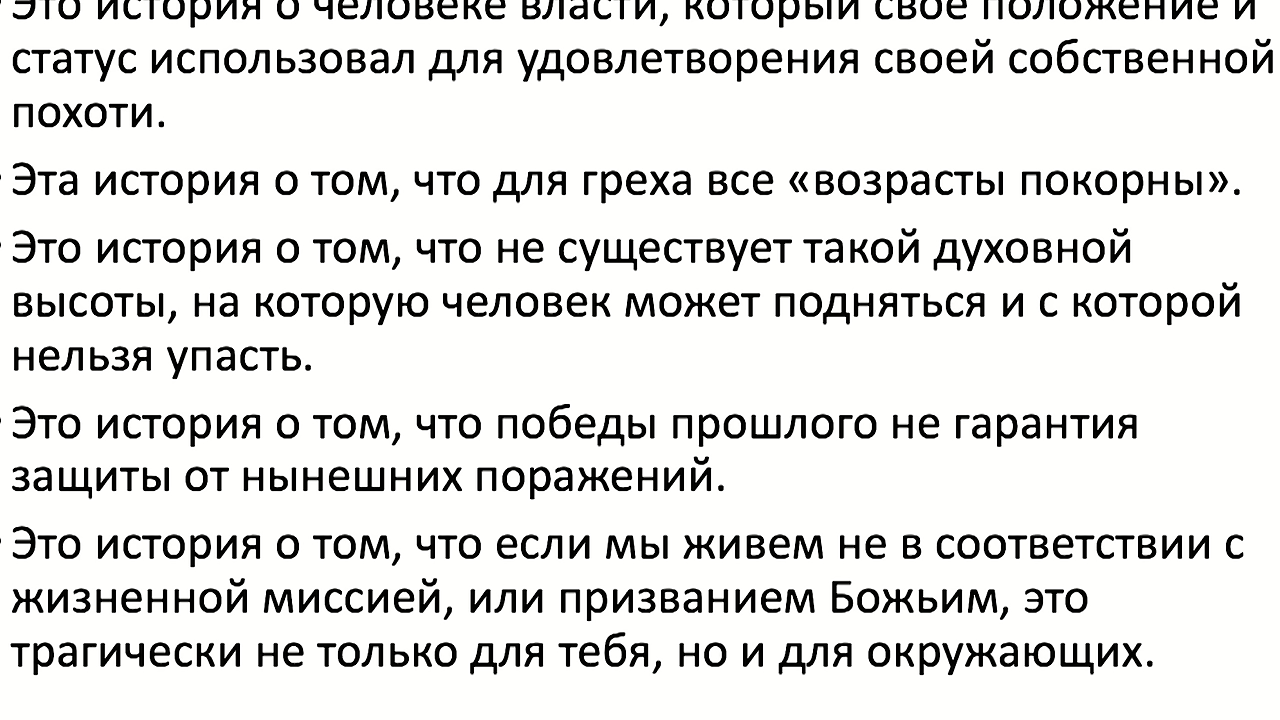 Это история о человеке власти, который свое положение и
статус использовал для удовлетворения своей собственной
похоти.
• Эта история о том, что для греха все «возрасты покорны».
• Это история о том, что не существует такой духовной
высоты, на которую человек может подняться и с которой
нельзя упасть.
• Это история о том, что победы прошлого не гарантия
защиты от нынешних поражений.
• Это история о том, что если мы живем не в соответствии с
жизненной миссией, или призванием Божьим, это
трагически не только для тебя, но и для окружающих.